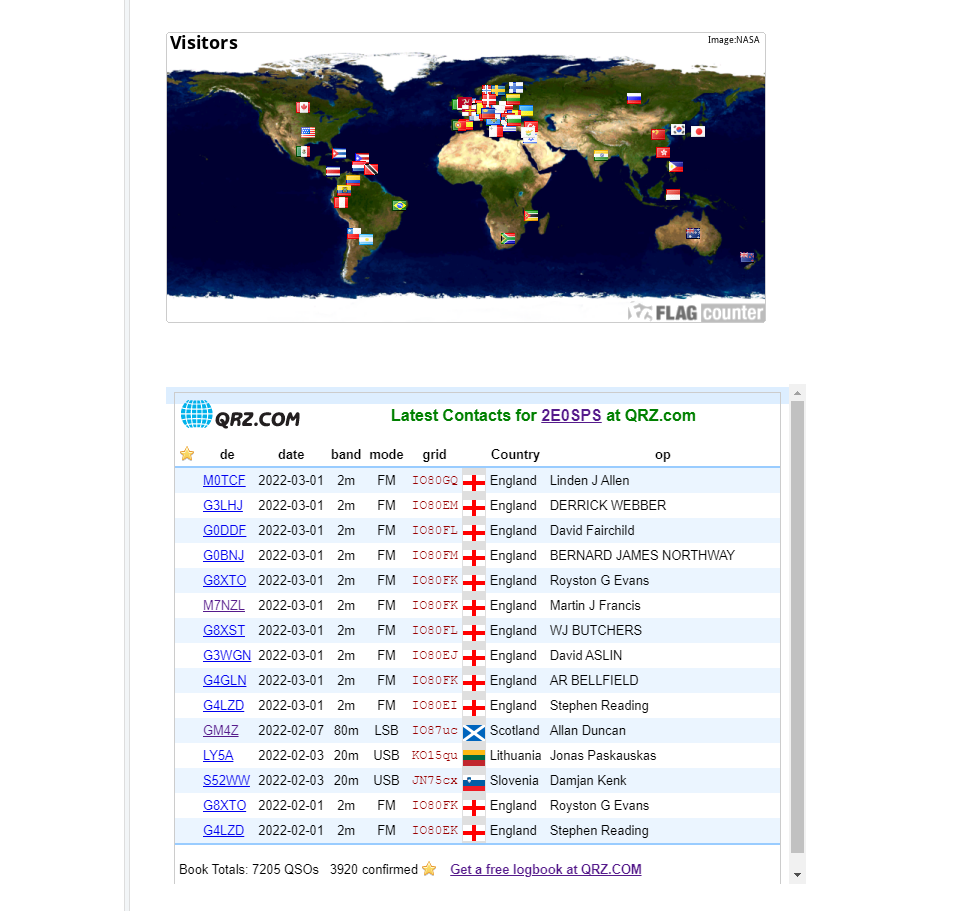 Visitors
Image:NASA
FLAG counter
QRZ.COM
Latest Contacts for 2E0SPS at QRZ.com
de date band mode grid Country op
M0TCF 2022-03-01 2m FM IO80GQ England Linden J Allen
G3LHJ 2022-03-01 2m FM IO80EM England DERRICK WEBBER
G0DDF 2022-03-01 2m FM IO80FL England David Fairchild
G0BNJ 2022-03-01 2m FM IO80FM England BERNARD JAMES NORTHWAY
G8XTO 2022-03-01 2m FM IO80FK England Royston G Evans
M7NZL 2022-03-01 2m FM IO80FK England Martin J Francis
G8XST 2022-03-01 2m FM IO80FL England WJ BUTCHERS
G3WGN 2022-03-01 2m FM IO80EJ England David ASLIN
G4GLN 2022-03-01 2m FM IO80FK England AR BELLFIELD
G4LZD 2022-03-01 2m FM IO80EI England Stephen Reading
GM4Z 2022-02-07 80m LSB IO87uc Scotland Allan Duncan
LY5A 2022-02-03 20m USB KO15qu Lithuania Jonas Paskauskas
S52WW 2022-02-03 20m USB JN75cx Slovenia Damjan Kenk
G8XTO 2022-02-01 2m FM IO80FK England Royston G Evans
G4LZD 2022-02-01 2m FM IO80EK England Stephen Reading
Book Totals: 7205 QSOs 3920 confirmed Get a free logbook at QRZ.COM